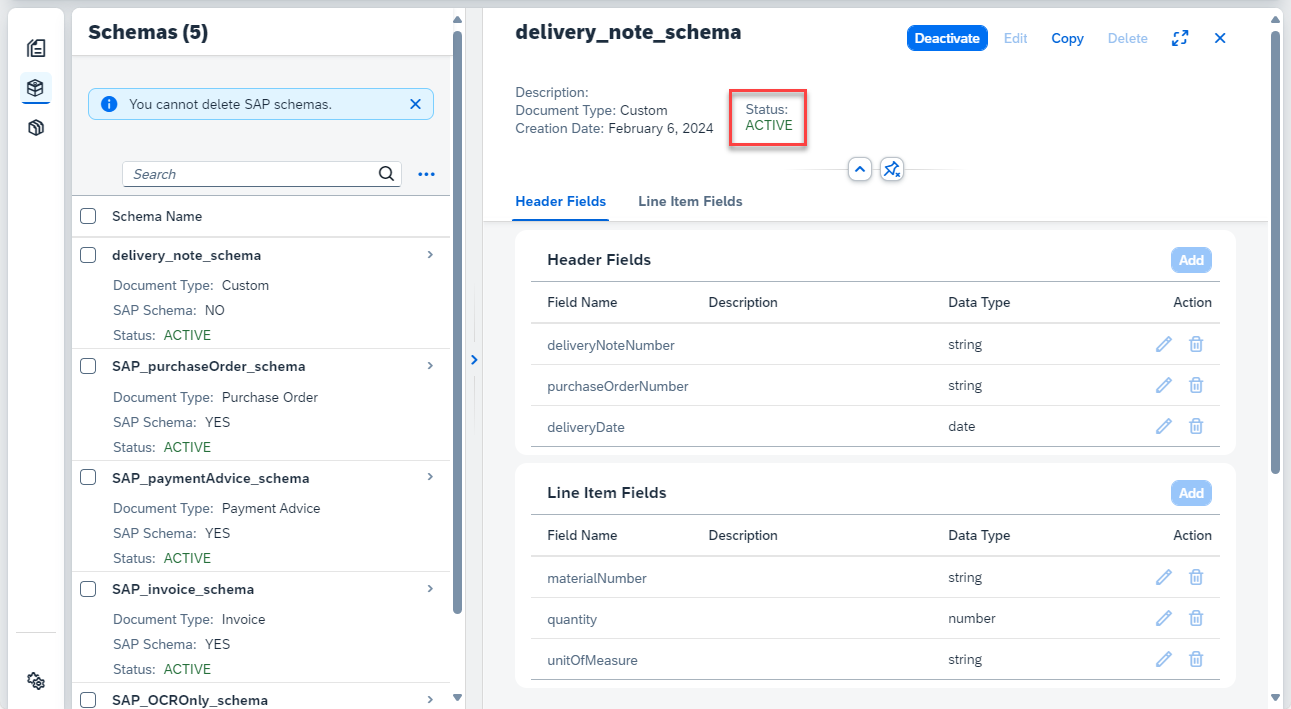 Schemas (5)
You cannot delete SAP schemas.
Search
Schema Name
delivery_note_schema
Document Type: Custom
SAP Schema: NO
Status: ACTIVE
SAP_purchaseOrder_schema
Document Type: Purchase Order
SAP Schema: YES
Status: ACTIVE
SAP_paymentAdvice_schema
Document Type: Payment Advice
SAP Schema: YES
Status: ACTIVE
SAP_invoice_schema
Document Type: Invoice
SAP Schema: YES
Status: ACTIVE
SAP_OCROnly_schema
delivery_note_schema
Deactivate Edit Copy Delete
Description:
Document Type: Custom
Creation Date: February 6, 2024
Status:
ACTIVE
Header Fields Line Item Fields
Header Fields Add
Field Name Description Data Type Action
deliveryNoteNumber string
purchaseOrderNumber string
deliveryDate date
Line Item Fields Add
Field Name Description Data Type Action
materialNumber string
quantity number
unitOfMeasure string